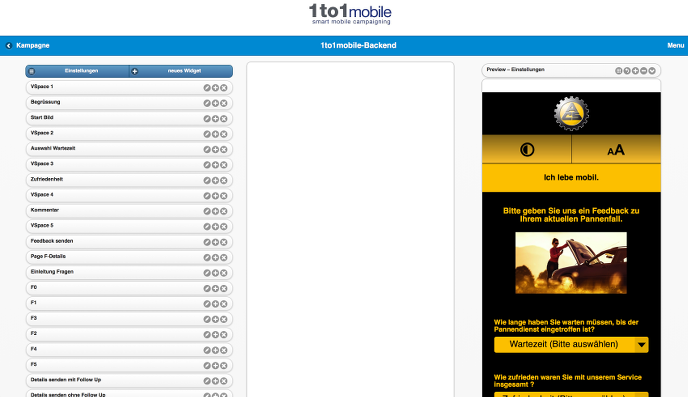 1to1mobile
smart mobile campaigning
Kampagne
1to1mobile-Backend
Menu
Einstellungen
neues Widget
VSpace 1
Begrüssung
Start Bild
VSpace 2
Auswahl Wartezeit
VSpace 3
Zufriedenheit
VSpace 4
Kommentar
VSpace 5
Feedback senden
Page F-Details
Einleitung Fragen
F0
F1
F3
F2
F4
F5
Details senden mit Follow Up
Details senden ohne Follow Up
Preview – Einstellungen
AA
Ich lebe mobil.
Bitte geben Sie uns ein Feedback zu
Ihrem aktuellen Pannenfall.
Wie lange haben Sie warten müssen, bis der
Pannendienst eingetroffen ist?
Wartezeit (Bitte auswählen)
Wie zufrieden waren Sie mit unserem Service
insgesamt ?